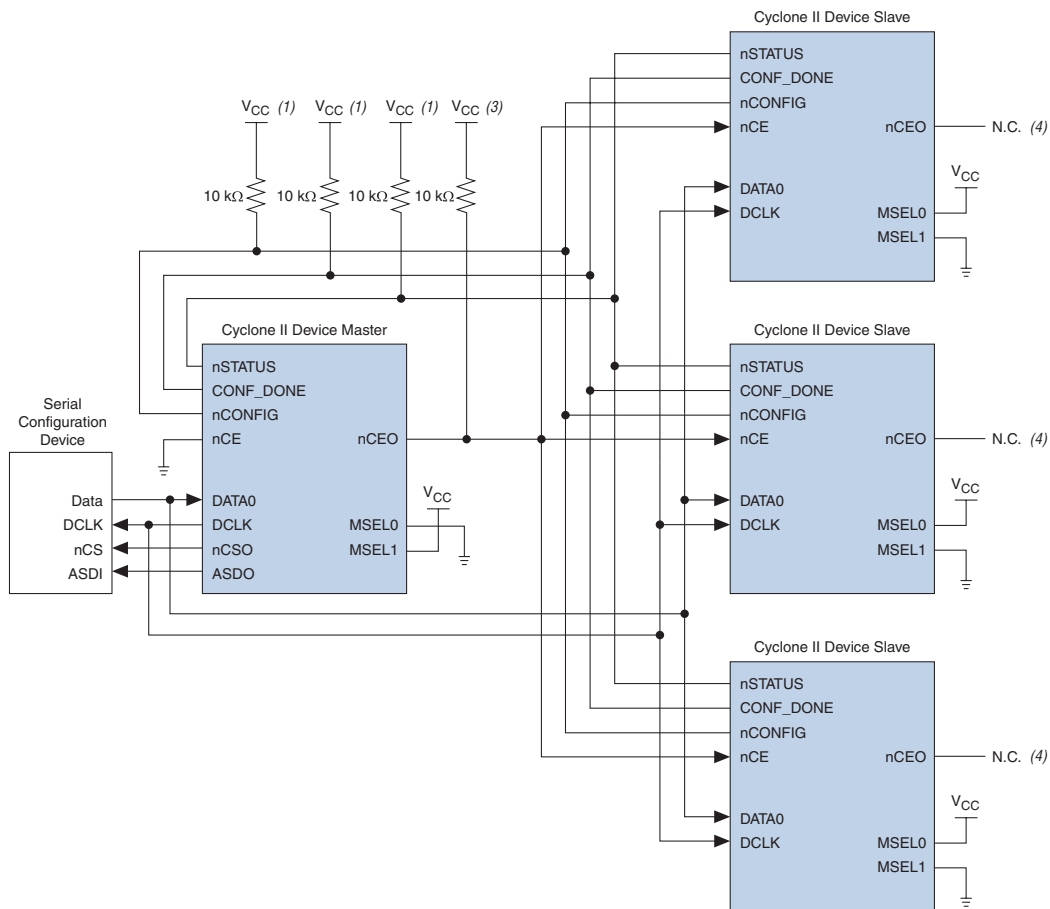 Cyclone II Device Slave
nSTATUS
CONF_DONE
nCONFIG
nCE
nCEO
N.C. (4)
DATA0
DCLK
VCC
MSEL0
MSEL1
VCC (1)
VCC (1)
VCC (1)
VCC (3)
10 kΩ
10 kΩ
10 kΩ
10 kΩ
Cyclone II Device Master
nSTATUS
CONF_DONE
nCONFIG
nCE
nCEO
DATA0
DCLK
nCSO
ASDO
VCC
MSEL0
MSEL1
Serial
Configuration
Device
Data
DCLK
nCS
ASDI
Cyclone II Device Slave
nSTATUS
CONF_DONE
nCONFIG
nCE
nCEO
N.C. (4)
DATA0
DCLK
VCC
MSEL0
MSEL1
Cyclone II Device Slave
nSTATUS
CONF_DONE
nCONFIG
nCE
nCEO
N.C. (4)
DATA0
DCLK
VCC
MSEL0
MSEL1